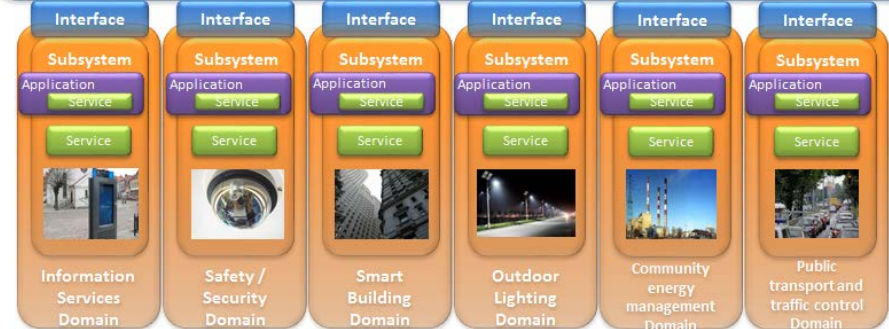 Interface
Subsystem
Application
Service
Service
Information
Services
Domain
Interface
Subsystem
Application
Service
Service
Safety /
Security
Domain
Interface
Subsystem
Application
Service
Service
Smart
Building
Domain
Interface
Subsystem
Application
Service
Service
Outdoor
Lighting
Domain
Interface
Subsystem
Application
Service
Service
Community
energy
management
Domain
Interface
Subsystem
Application
Service
Service
Public
transport and
traffic control
Domain